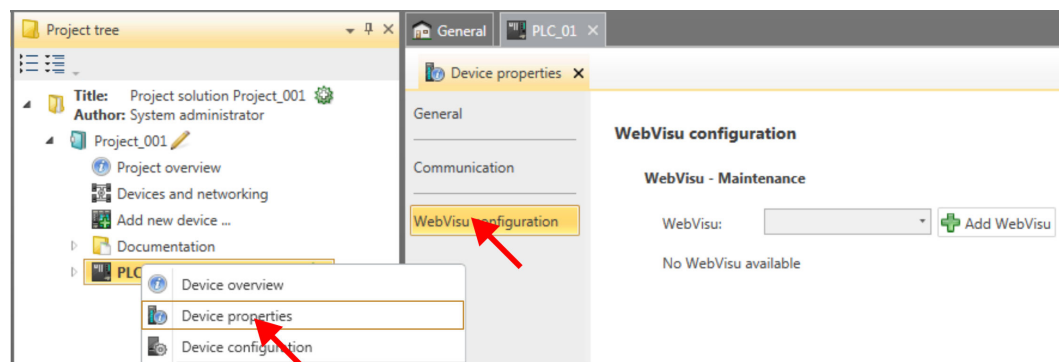 Project tree
General
PLC_01
Device properties
Title: Project solution Project_001
Author: System administrator
Project_001
Project overview
Devices and networking
Add new device ...
Documentation
PLC
Device overview
Device properties
Device configuration
General
Communication
WebVisu configuration
WebVisu configuration
WebVisu - Maintenance
WebVisu:
Add WebVisu
No WebVisu available